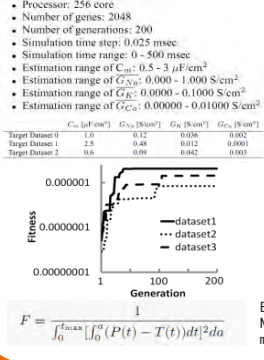 • Processor: 256 core
• Number of genes: 2048
• Number of generations: 200
• Simulation time step: 0.025 msec
• Simulation time range: 0 - 500 msec
• Estimation range of C_m: 0.5 - 3 μF/cm²
• Estimation range of G_Na: 0.000 - 1.000 S/cm²
• Estimation range of G_K: 0.0000 - 0.1000 S/cm²
• Estimation range of G_Ca: 0.00000 - 0.01000 S/cm²
C_m [μF/cm²] G_Na [S/cm²] G_K [S/cm²] G_Ca [S/cm²]
Target Dataset 0 1.0 0.12 0.036 0.002
Target Dataset 1 2.5 0.48 0.012 0.0001
Target Dataset 2 0.6 0.09 0.042 0.003
0.000001
0.0000001
0.00000001
Fitness
dataset1
dataset2
dataset3
1 100 200
Generation
F = 1 / ∫₀^tmax [∫₀^a (P(t) − T(t))dt]² da